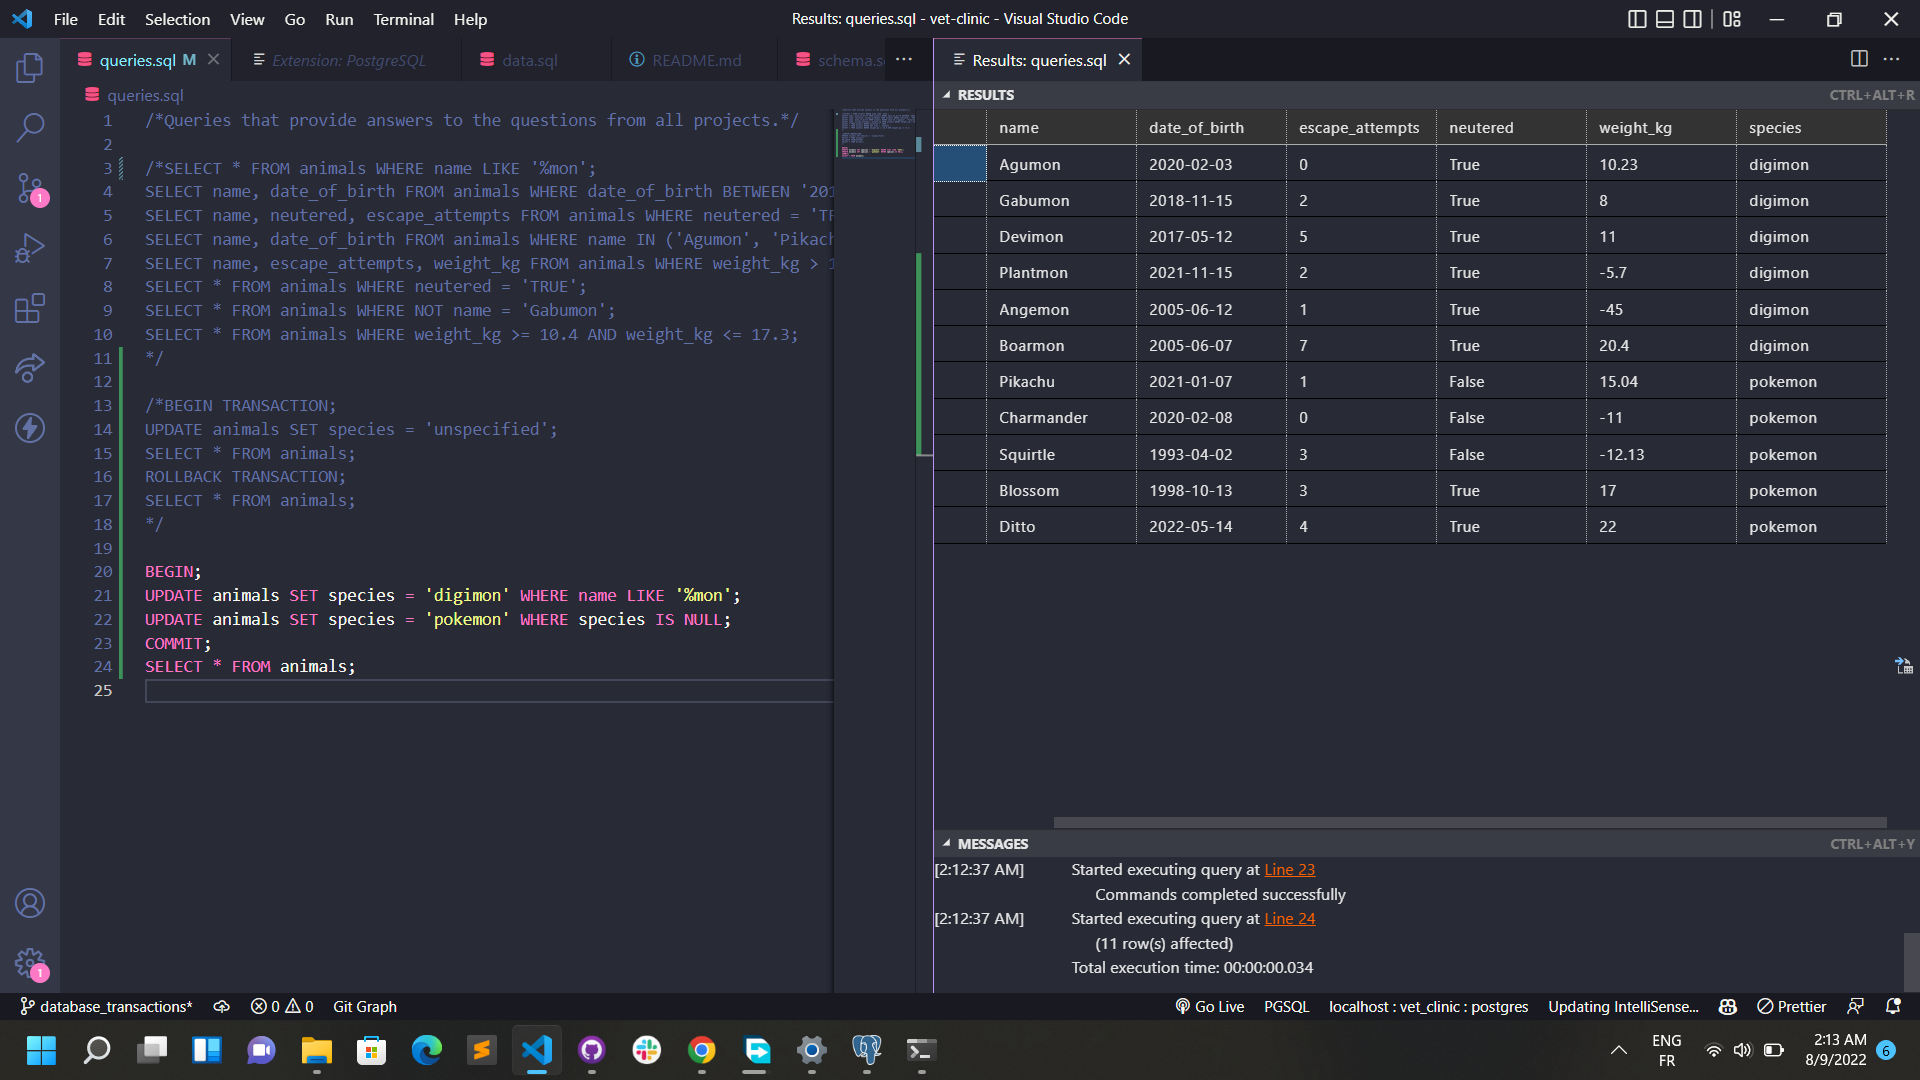 File Edit Selection View Go Run Terminal Help
Results: queries.sql - vet-clinic - Visual Studio Code
queries.sql M
Extension: PostgreSQL
data.sql
README.md
schema.s
Results: queries.sql
queries.sql
1 /*Queries that provide answers to the questions from all projects.*/
2
3 /*SELECT * FROM animals WHERE name LIKE '%mon';
4 SELECT name, date_of_birth FROM animals WHERE date_of_birth BETWEEN '201
5 SELECT name, neutered, escape_attempts FROM animals WHERE neutered = 'TR
6 SELECT name, date_of_birth FROM animals WHERE name IN ('Agumon', 'Pikach
7 SELECT name, escape_attempts, weight_kg FROM animals WHERE weight_kg > 1
8 SELECT * FROM animals WHERE neutered = 'TRUE';
9 SELECT * FROM animals WHERE NOT name = 'Gabumon';
10 SELECT * FROM animals WHERE weight_kg >= 10.4 AND weight_kg <= 17.3;
11 */
12
13 /*BEGIN TRANSACTION;
14 UPDATE animals SET species = 'unspecified';
15 SELECT * FROM animals;
16 ROLLBACK TRANSACTION;
17 SELECT * FROM animals;
18 */
19
20 BEGIN;
21 UPDATE animals SET species = 'digimon' WHERE name LIKE '%mon';
22 UPDATE animals SET species = 'pokemon' WHERE species IS NULL;
23 COMMIT;
24 SELECT * FROM animals;
25
RESULTS CTRL+ALT+R
name date_of_birth escape_attempts neutered weight_kg species
Agumon 2020-02-03 0 True 10.23 digimon
Gabumon 2018-11-15 2 True 8 digimon
Devimon 2017-05-12 5 True 11 digimon
Plantmon 2021-11-15 2 True -5.7 digimon
Angemon 2005-06-12 1 True -45 digimon
Boarmon 2005-06-07 7 True 20.4 digimon
Pikachu 2021-01-07 1 False 15.04 pokemon
Charmander 2020-02-08 0 False -11 pokemon
Squirtle 1993-04-02 3 False -12.13 pokemon
Blossom 1998-10-13 3 True 17 pokemon
Ditto 2022-05-14 4 True 22 pokemon
MESSAGES CTRL+ALT+Y
[2:12:37 AM] Started executing query at Line 23
Commands completed successfully
[2:12:37 AM] Started executing query at Line 24
(11 row(s) affected)
Total execution time: 00:00:00.034
1
1
database_transactions* 0 0 Git Graph
Go Live PGSQL localhost : vet_clinic : postgres Updating IntelliSense... Prettier
ENG
FR
2:13 AM
8/9/2022
6